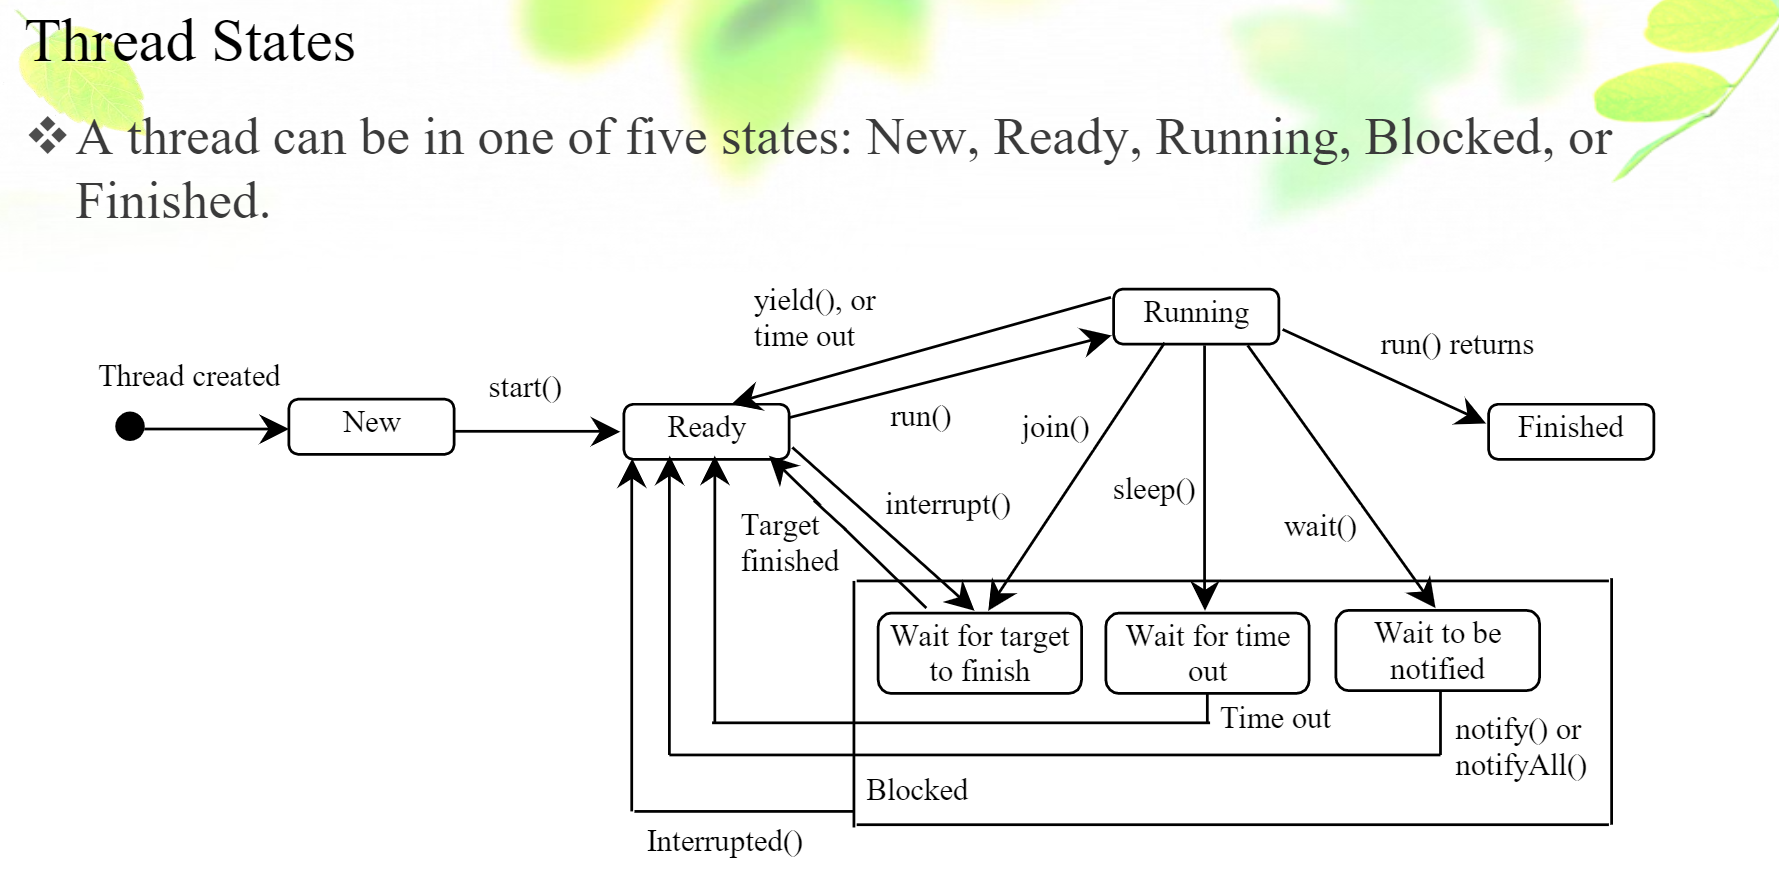 Thread States
❖ A thread can be in one of five states: New, Ready, Running, Blocked, or
Finished.
yield(), or
time out
Running
run() returns
Thread created
start()
New
Ready
run()
join()
Finished
sleep()
interrupt()
wait()
Target
finished
Wait for target
to finish
Wait for time
out
Wait to be
notified
Time out
notify() or
notifyAll()
Blocked
Interrupted()